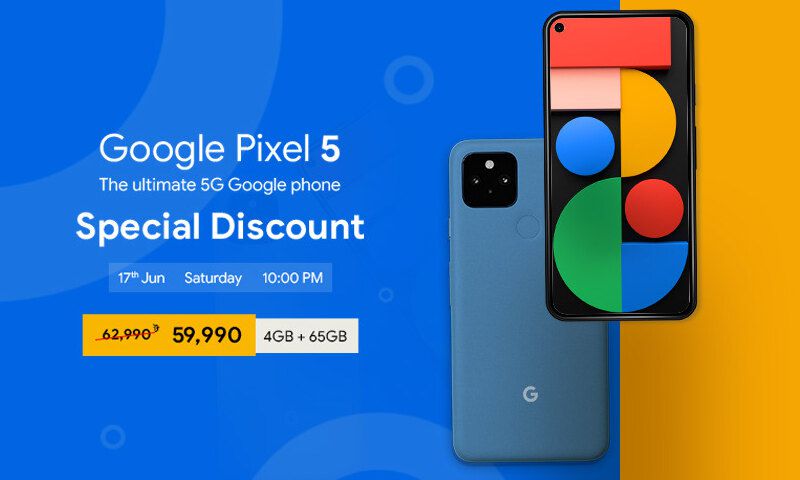 Google Pixel 5
The ultimate 5G Google phone
Special Discount
17th Jun Saturday 10:00 PM
62,990 59,990 4GB + 65GB
G